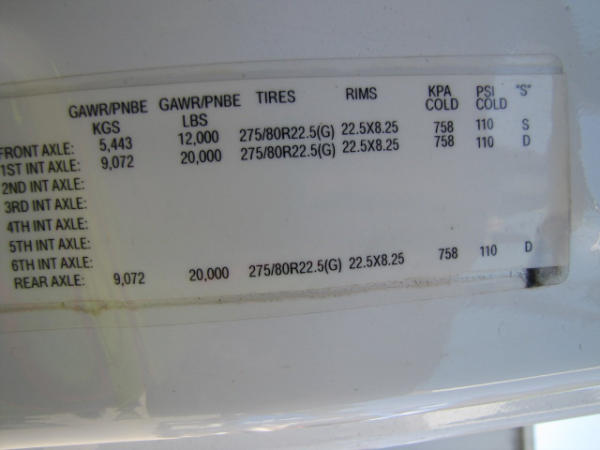 GAWR/PNBE GAWR/PNBE TIRES RIMS KPA PSI "S"
KGS LBS COLD COLD
FRONT AXLE: 5,443 12,000 275/80R22.5(G) 22.5X8.25 758 110 S
1ST INT AXLE: 9,072 20,000 275/80R22.5(G) 22.5X8.25 758 110 D
2ND INT AXLE:
3RD INT AXLE:
4TH INT AXLE:
5TH INT AXLE:
6TH INT AXLE:
REAR AXLE: 9,072 20,000 275/80R22.5(G) 22.5X8.25 758 110 D